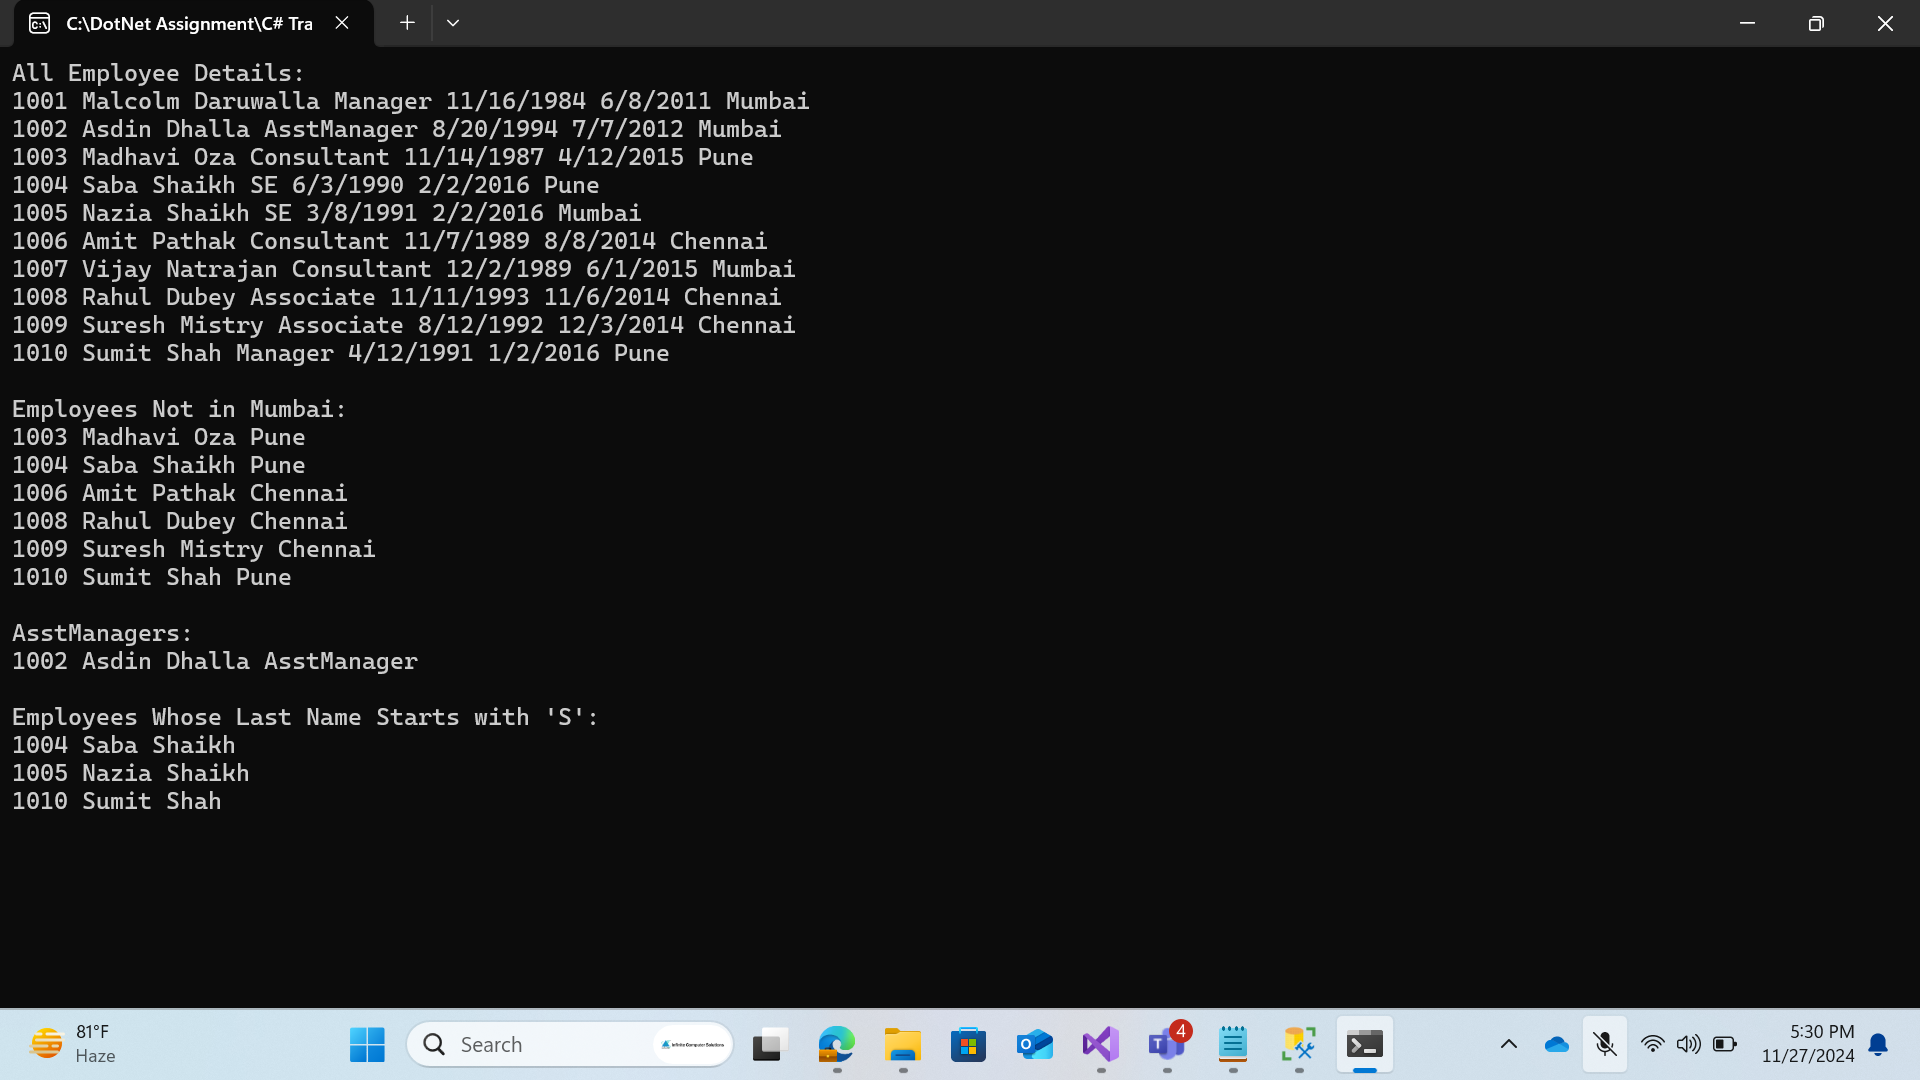 C:\DotNet Assignment\C# Tra
All Employee Details:
1001 Malcolm Daruwalla Manager 11/16/1984 6/8/2011 Mumbai
1002 Asdin Dhalla AsstManager 8/20/1994 7/7/2012 Mumbai
1003 Madhavi Oza Consultant 11/14/1987 4/12/2015 Pune
1004 Saba Shaikh SE 6/3/1990 2/2/2016 Pune
1005 Nazia Shaikh SE 3/8/1991 2/2/2016 Mumbai
1006 Amit Pathak Consultant 11/7/1989 8/8/2014 Chennai
1007 Vijay Natrajan Consultant 12/2/1989 6/1/2015 Mumbai
1008 Rahul Dubey Associate 11/11/1993 11/6/2014 Chennai
1009 Suresh Mistry Associate 8/12/1992 12/3/2014 Chennai
1010 Sumit Shah Manager 4/12/1991 1/2/2016 Pune
Employees Not in Mumbai:
1003 Madhavi Oza Pune
1004 Saba Shaikh Pune
1006 Amit Pathak Chennai
1008 Rahul Dubey Chennai
1009 Suresh Mistry Chennai
1010 Sumit Shah Pune
AsstManagers:
1002 Asdin Dhalla AsstManager
Employees Whose Last Name Starts with 'S':
1004 Saba Shaikh
1005 Nazia Shaikh
1010 Sumit Shah
81°F
Haze
Search
Infinite Computer Solutions
4
5:30 PM
11/27/2024